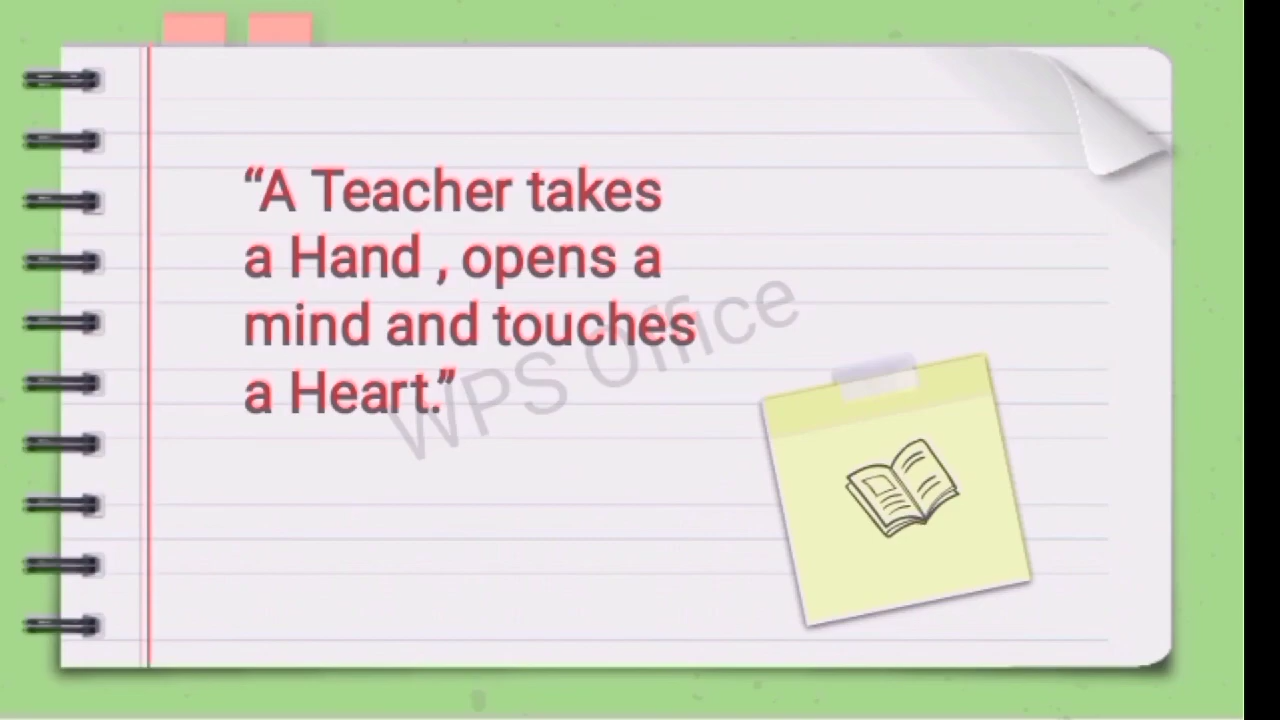 “A Teacher takes
a Hand , opens a
mind and touches
a Heart.”
WPS Office